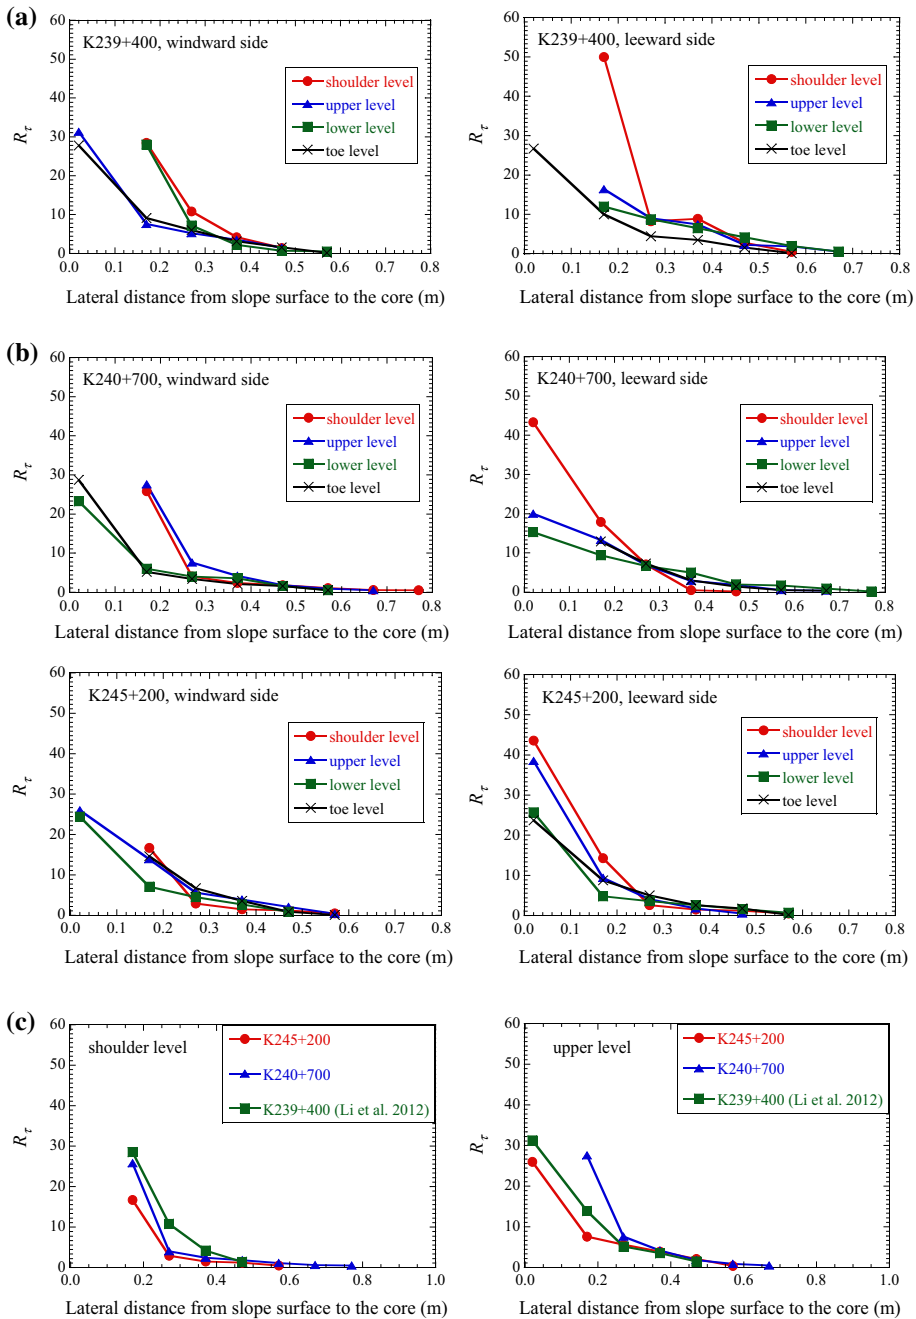 (a)
K239+400, windward side
shoulder level
upper level
lower level
toe level
60
50
40
30
20
10
0
Rτ
0.0 0.1 0.2 0.3 0.4 0.5 0.6 0.7 0.8
Lateral distance from slope surface to the core (m)
K239+400, leeward side
shoulder level
upper level
lower level
toe level
60
50
40
30
20
10
0
Rτ
0.0 0.1 0.2 0.3 0.4 0.5 0.6 0.7 0.8
Lateral distance from slope surface to the core (m)
(b)
K240+700, windward side
shoulder level
upper level
lower level
toe level
60
50
40
30
20
10
0
Rτ
0.0 0.1 0.2 0.3 0.4 0.5 0.6 0.7 0.8
Lateral distance from slope surface to the core (m)
K240+700, leeward side
shoulder level
upper level
lower level
toe level
60
50
40
30
20
10
0
Rτ
0.0 0.1 0.2 0.3 0.4 0.5 0.6 0.7 0.8
Lateral distance from slope surface to the core (m)
K245+200, windward side
shoulder level
upper level
lower level
toe level
60
50
40
30
20
10
0
Rτ
0.0 0.1 0.2 0.3 0.4 0.5 0.6 0.7 0.8
Lateral distance from slope surface to the core (m)
K245+200, leeward side
shoulder level
upper level
lower level
toe level
60
50
40
30
20
10
0
Rτ
0.0 0.1 0.2 0.3 0.4 0.5 0.6 0.7 0.8
Lateral distance from slope surface to the core (m)
(c)
shoulder level
K245+200
K240+700
K239+400 (Li et al. 2012)
60
50
40
30
20
10
0
Rτ
0.0 0.2 0.4 0.6 0.8 1.0
Lateral distance from slope surface to the core (m)
upper level
K245+200
K240+700
K239+400 (Li et al. 2012)
60
50
40
30
20
10
0
Rτ
0.0 0.2 0.4 0.6 0.8 1.0
Lateral distance from slope surface to the core (m)